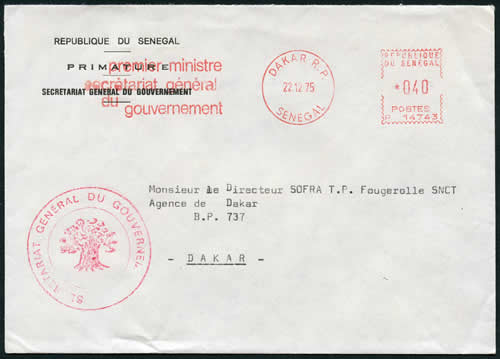 REPUBLIQUE DU SENEGAL
PRIMATURE
SECRETARIAT GENERAL DU GOUVERNEMENT
premier ministre
secrétariat général
du gouvernement
DAKAR R.P.
22.12.75
SENEGAL
REPUBLIQUE
DU SENEGAL
*040
POSTES
P. 14743
Monsieur le Directeur SOFRA T.P. Fougerolle SNCT
Agence de Dakar
B.P. 737
- DAKAR -
SECRETARIAT GENERAL DU GOUVERNEM